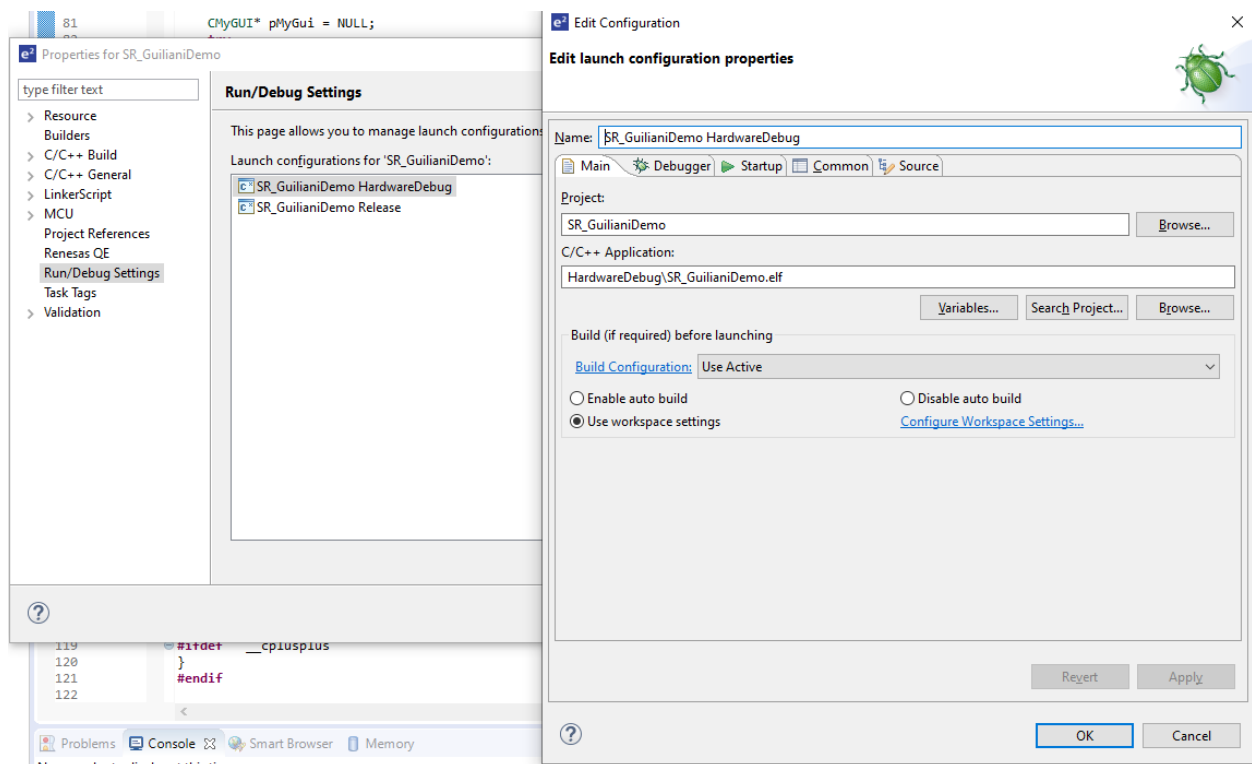 81 CMyGUI* pMyGui = NULL;
e² Properties for SR_GuilianiDemo
type filter text
Resource
Builders
C/C++ Build
C/C++ General
LinkerScript
MCU
Project References
Renesas QE
Run/Debug Settings
Task Tags
Validation
Run/Debug Settings
This page allows you to manage launch configurations
Launch configurations for 'SR_GuilianiDemo':
SR_GuilianiDemo HardwareDebug
SR_GuilianiDemo Release
119 #ifdef __cplusplus
120 }
121 #endif
122
Problems Console Smart Browser Memory
e² Edit Configuration
Edit launch configuration properties
Name: SR_GuilianiDemo HardwareDebug
Main Debugger Startup Common Source
Project:
SR_GuilianiDemo Browse...
C/C++ Application:
HardwareDebug\SR_GuilianiDemo.elf
Variables... Search Project... Browse...
Build (if required) before launching
Build Configuration: Use Active
Enable auto build Disable auto build
Use workspace settings Configure Workspace Settings...
Revert Apply
OK Cancel